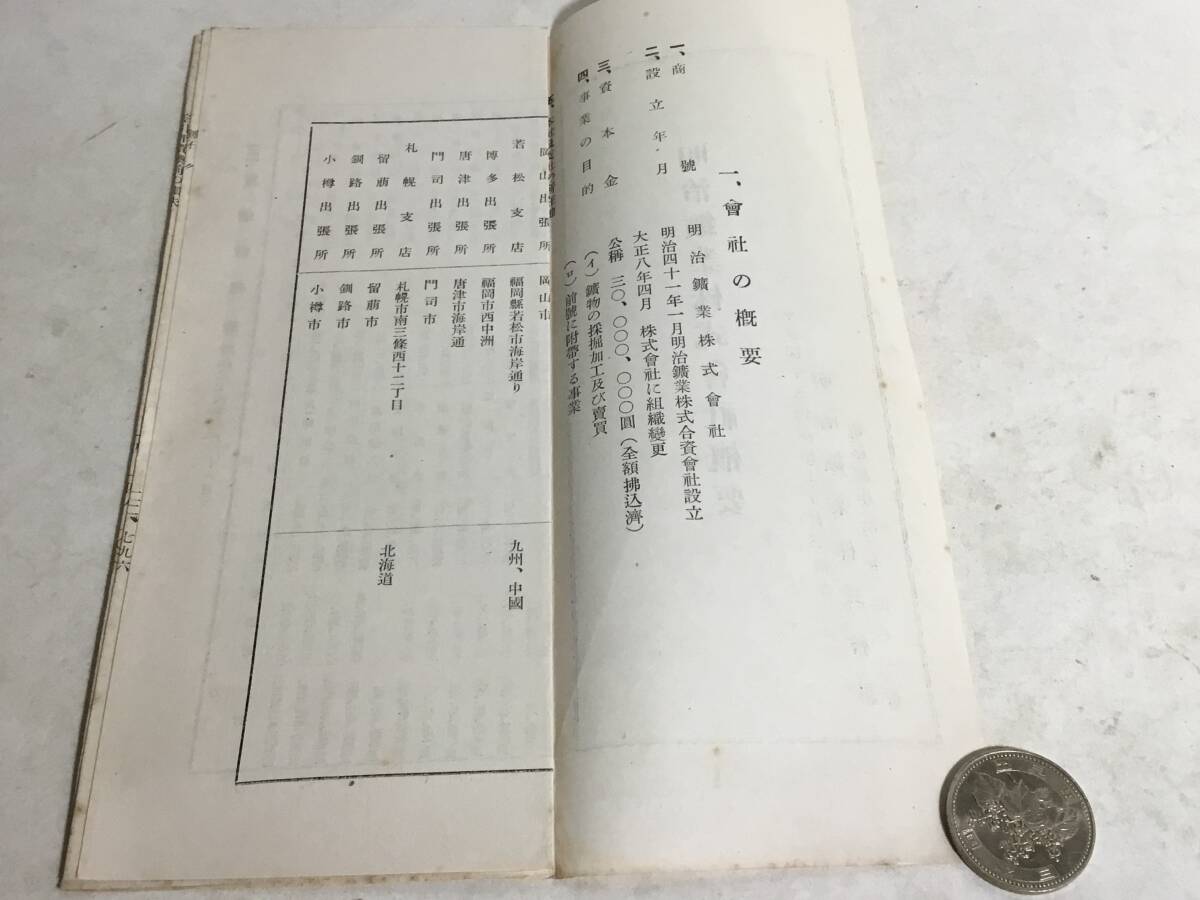 一、會社の概要
一、商號　明治鑛業株式會社
二、設立年月　明治四十一年一月明治鑛業株式合資會社設立
大正八年四月　株式會社に組織變更
三、資本金　公稱　三〇、〇〇〇、〇〇〇圓（全額拂込濟）
四、事業の目的　（イ）鑛物の採掘加工及び賣買
（ロ）前號に附帶する事業
岡山出張所　岡山市
若松支店　福岡縣若松市海岸通り　九州、中國
博多出張所　福岡市西中洲
唐津出張所　唐津市海岸通
門司出張所　門司市
札幌支店　札幌市南三條西十二丁目　北海道
留萠出張所　留萠市
釧路出張所　釧路市
小樽出張所　小樽市
七九六